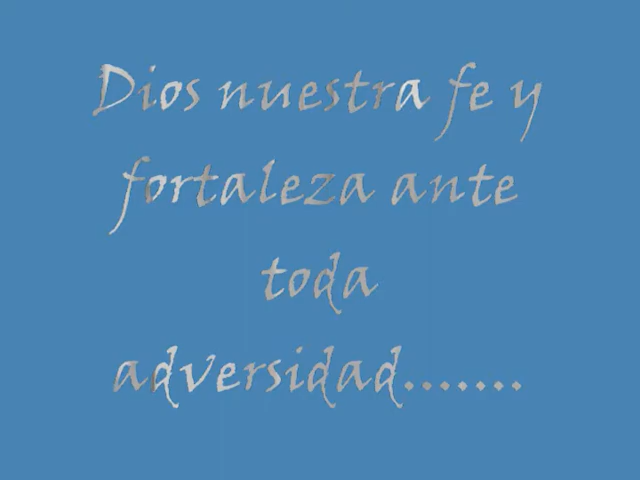 Dios nuestra fe y
fortaleza ante
toda
adversidad.......